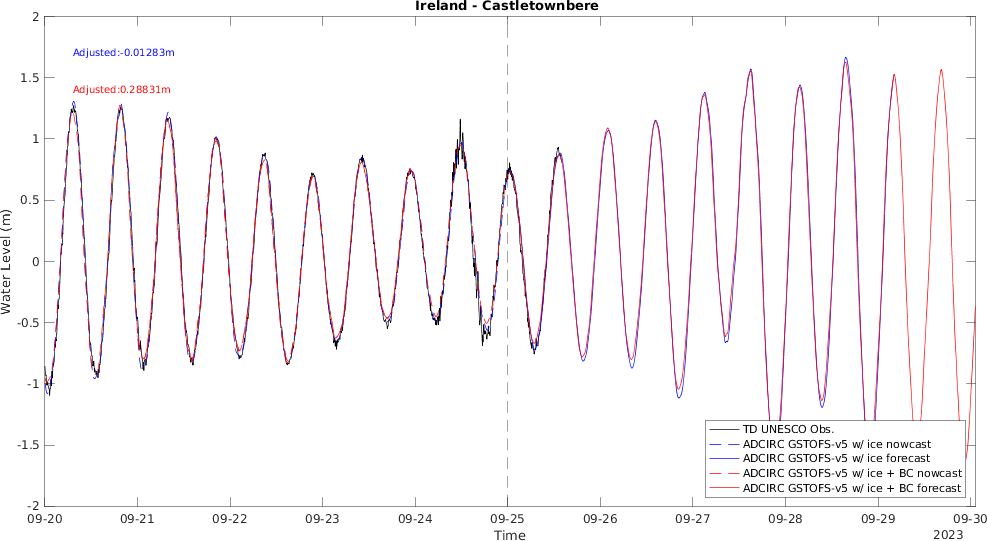 Ireland - Castletownbere
2
1.5
1
0.5
0
-0.5
-1
-1.5
-2
Water Level (m)
Adjusted:-0.01283m
Adjusted:0.28831m
TD UNESCO Obs.
ADCIRC GSTOFS-v5 w/ ice nowcast
ADCIRC GSTOFS-v5 w/ ice forecast
ADCIRC GSTOFS-v5 w/ ice + BC nowcast
ADCIRC GSTOFS-v5 w/ ice + BC forecast
09-20 09-21 09-22 09-23 09-24 09-25 09-26 09-27 09-28 09-29 09-30
Time
2023